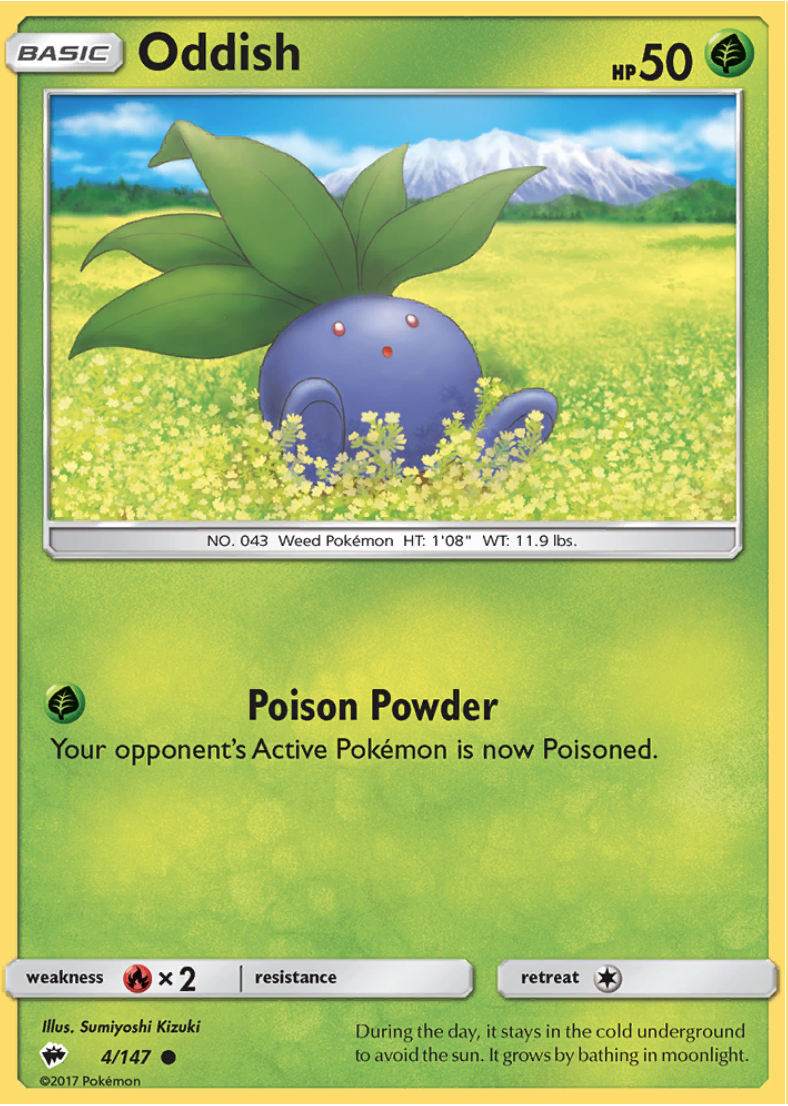 BASIC Oddish HP 50
NO. 043 Weed Pokémon HT: 1'08" WT: 11.9 lbs.
Poison Powder
Your opponent's Active Pokémon is now Poisoned.
weakness × 2 resistance retreat
Illus. Sumiyoshi Kizuki
4/147
©2017 Pokémon
During the day, it stays in the cold underground
to avoid the sun. It grows by bathing in moonlight.